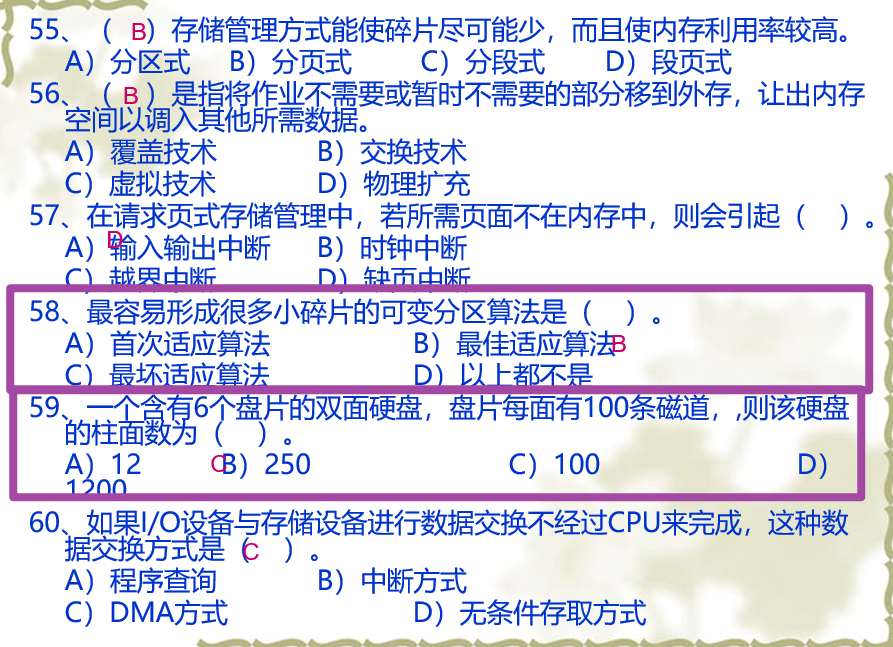 55、（ B ）存储管理方式能使碎片尽可能少，而且使内存利用率较高。
A）分区式 B）分页式 C）分段式 D）段页式
56、（ B ）是指将作业不需要或暂时不需要的部分移到外存，让出内存
空间以调入其他所需数据。
A）覆盖技术 B）交换技术
C）虚拟技术 D）物理扩充
57、在请求页式存储管理中，若所需页面不在内存中，则会引起（ ）。
D
A）输入输出中断 B）时钟中断
C）越界中断 D）缺页中断
58、最容易形成很多小碎片的可变分区算法是（ ）。
A）首次适应算法 B）最佳适应算法 B
C）最坏适应算法 D）以上都不是
59、一个含有6个盘片的双面硬盘，盘片每面有100条磁道，,则该硬盘
的柱面数为（ ）。
A）12 C B）250 C）100 D）
1200
60、如果I/O设备与存储设备进行数据交换不经过CPU来完成，这种数
据交换方式是（ C ）。
A）程序查询 B）中断方式
C）DMA方式 D）无条件存取方式